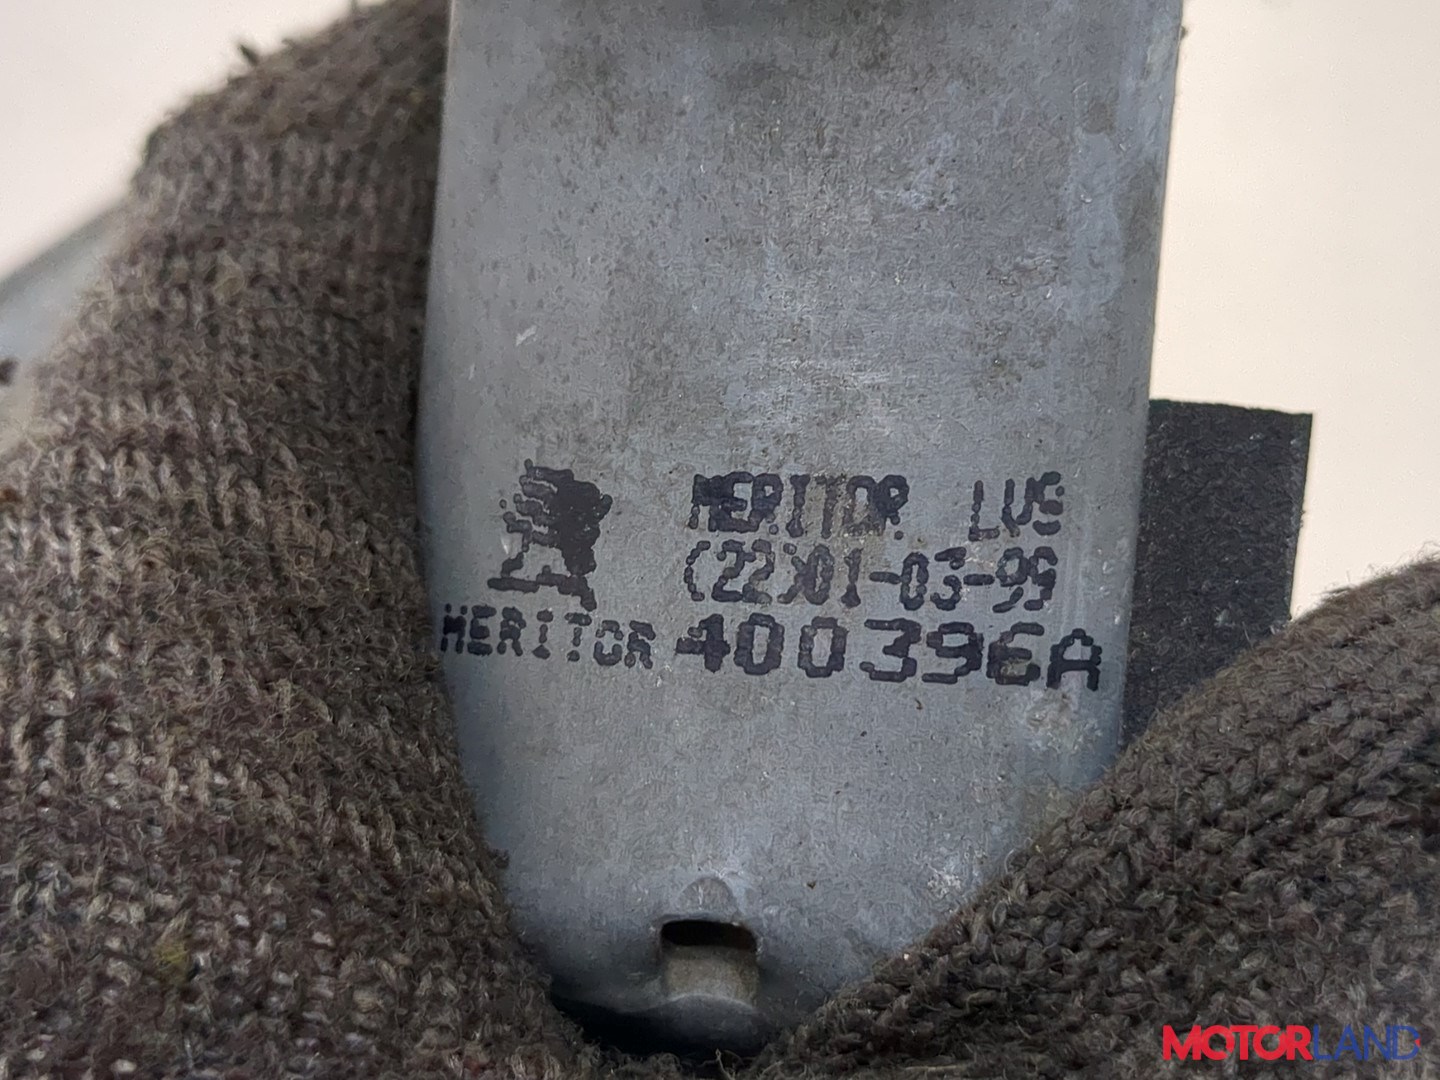 MERITOR LVS
(22)01-03-99
MERITOR 400396A
MOTORLAND